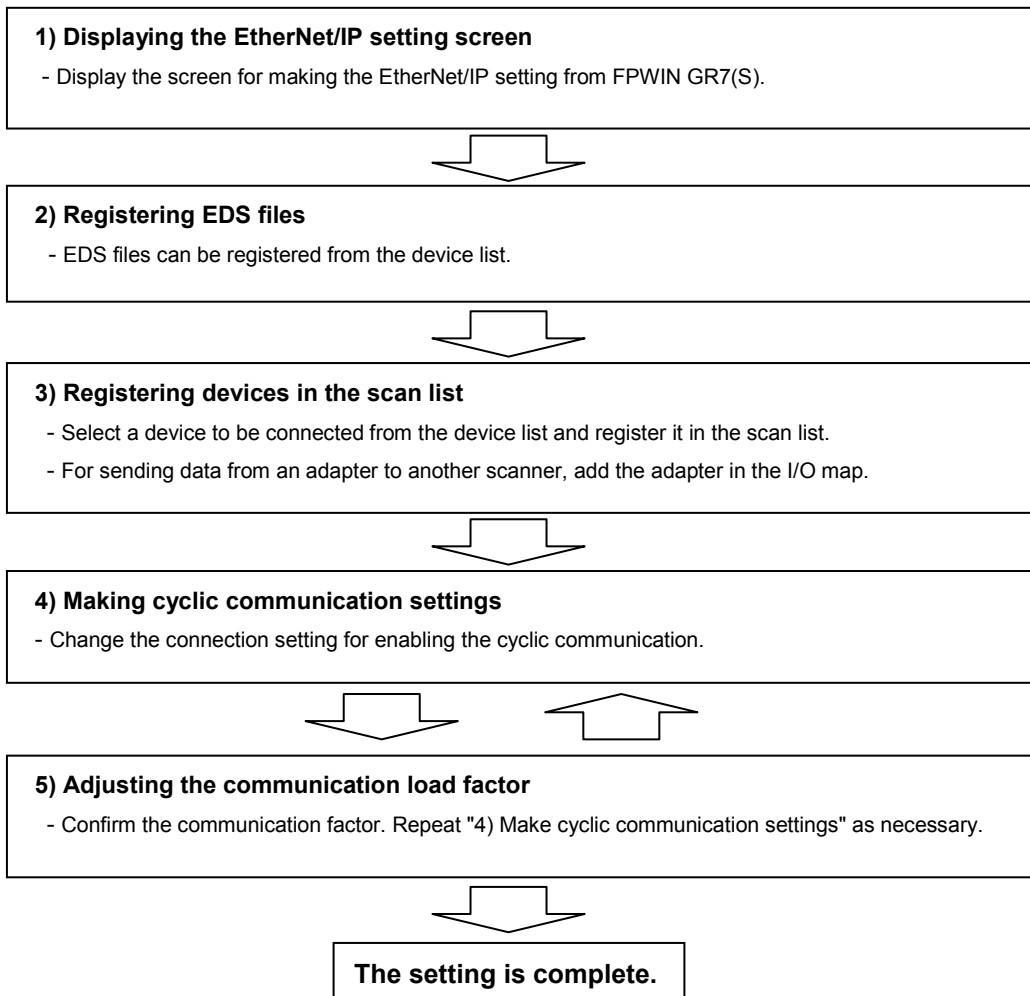 1) Displaying the EtherNet/IP setting screen
- Display the screen for making the EtherNet/IP setting from FPWIN GR7(S).
2) Registering EDS files
- EDS files can be registered from the device list.
3) Registering devices in the scan list
- Select a device to be connected from the device list and register it in the scan list.
- For sending data from an adapter to another scanner, add the adapter in the I/O map.
4) Making cyclic communication settings
- Change the connection setting for enabling the cyclic communication.
5) Adjusting the communication load factor
- Confirm the communication factor. Repeat "4) Make cyclic communication settings" as necessary.
The setting is complete.